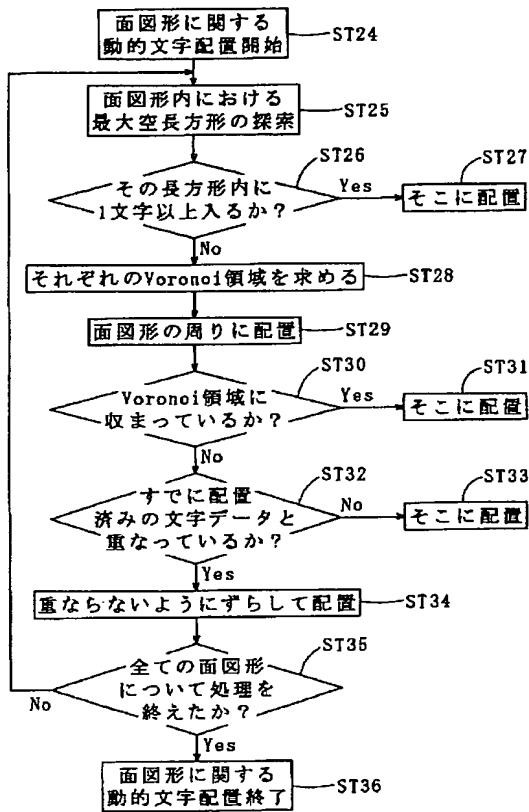 面図形に関する
動的文字配置開始
ST24
面図形内における
最大空長方形の探索
ST25
その長方形内に
1文字以上入るか?
ST26
Yes
そこに配置
ST27
No
それぞれのVoronoi領域を求める
ST28
面図形の周りに配置
ST29
Voronoi領域に
収まっているか?
ST30
Yes
そこに配置
ST31
No
すでに配置
済みの文字データと
重なっているか?
ST32
No
そこに配置
ST33
Yes
重ならないようにずらして配置
ST34
全ての面図形
について処理を
終えたか?
ST35
No
Yes
面図形に関する
動的文字配置終了
ST36